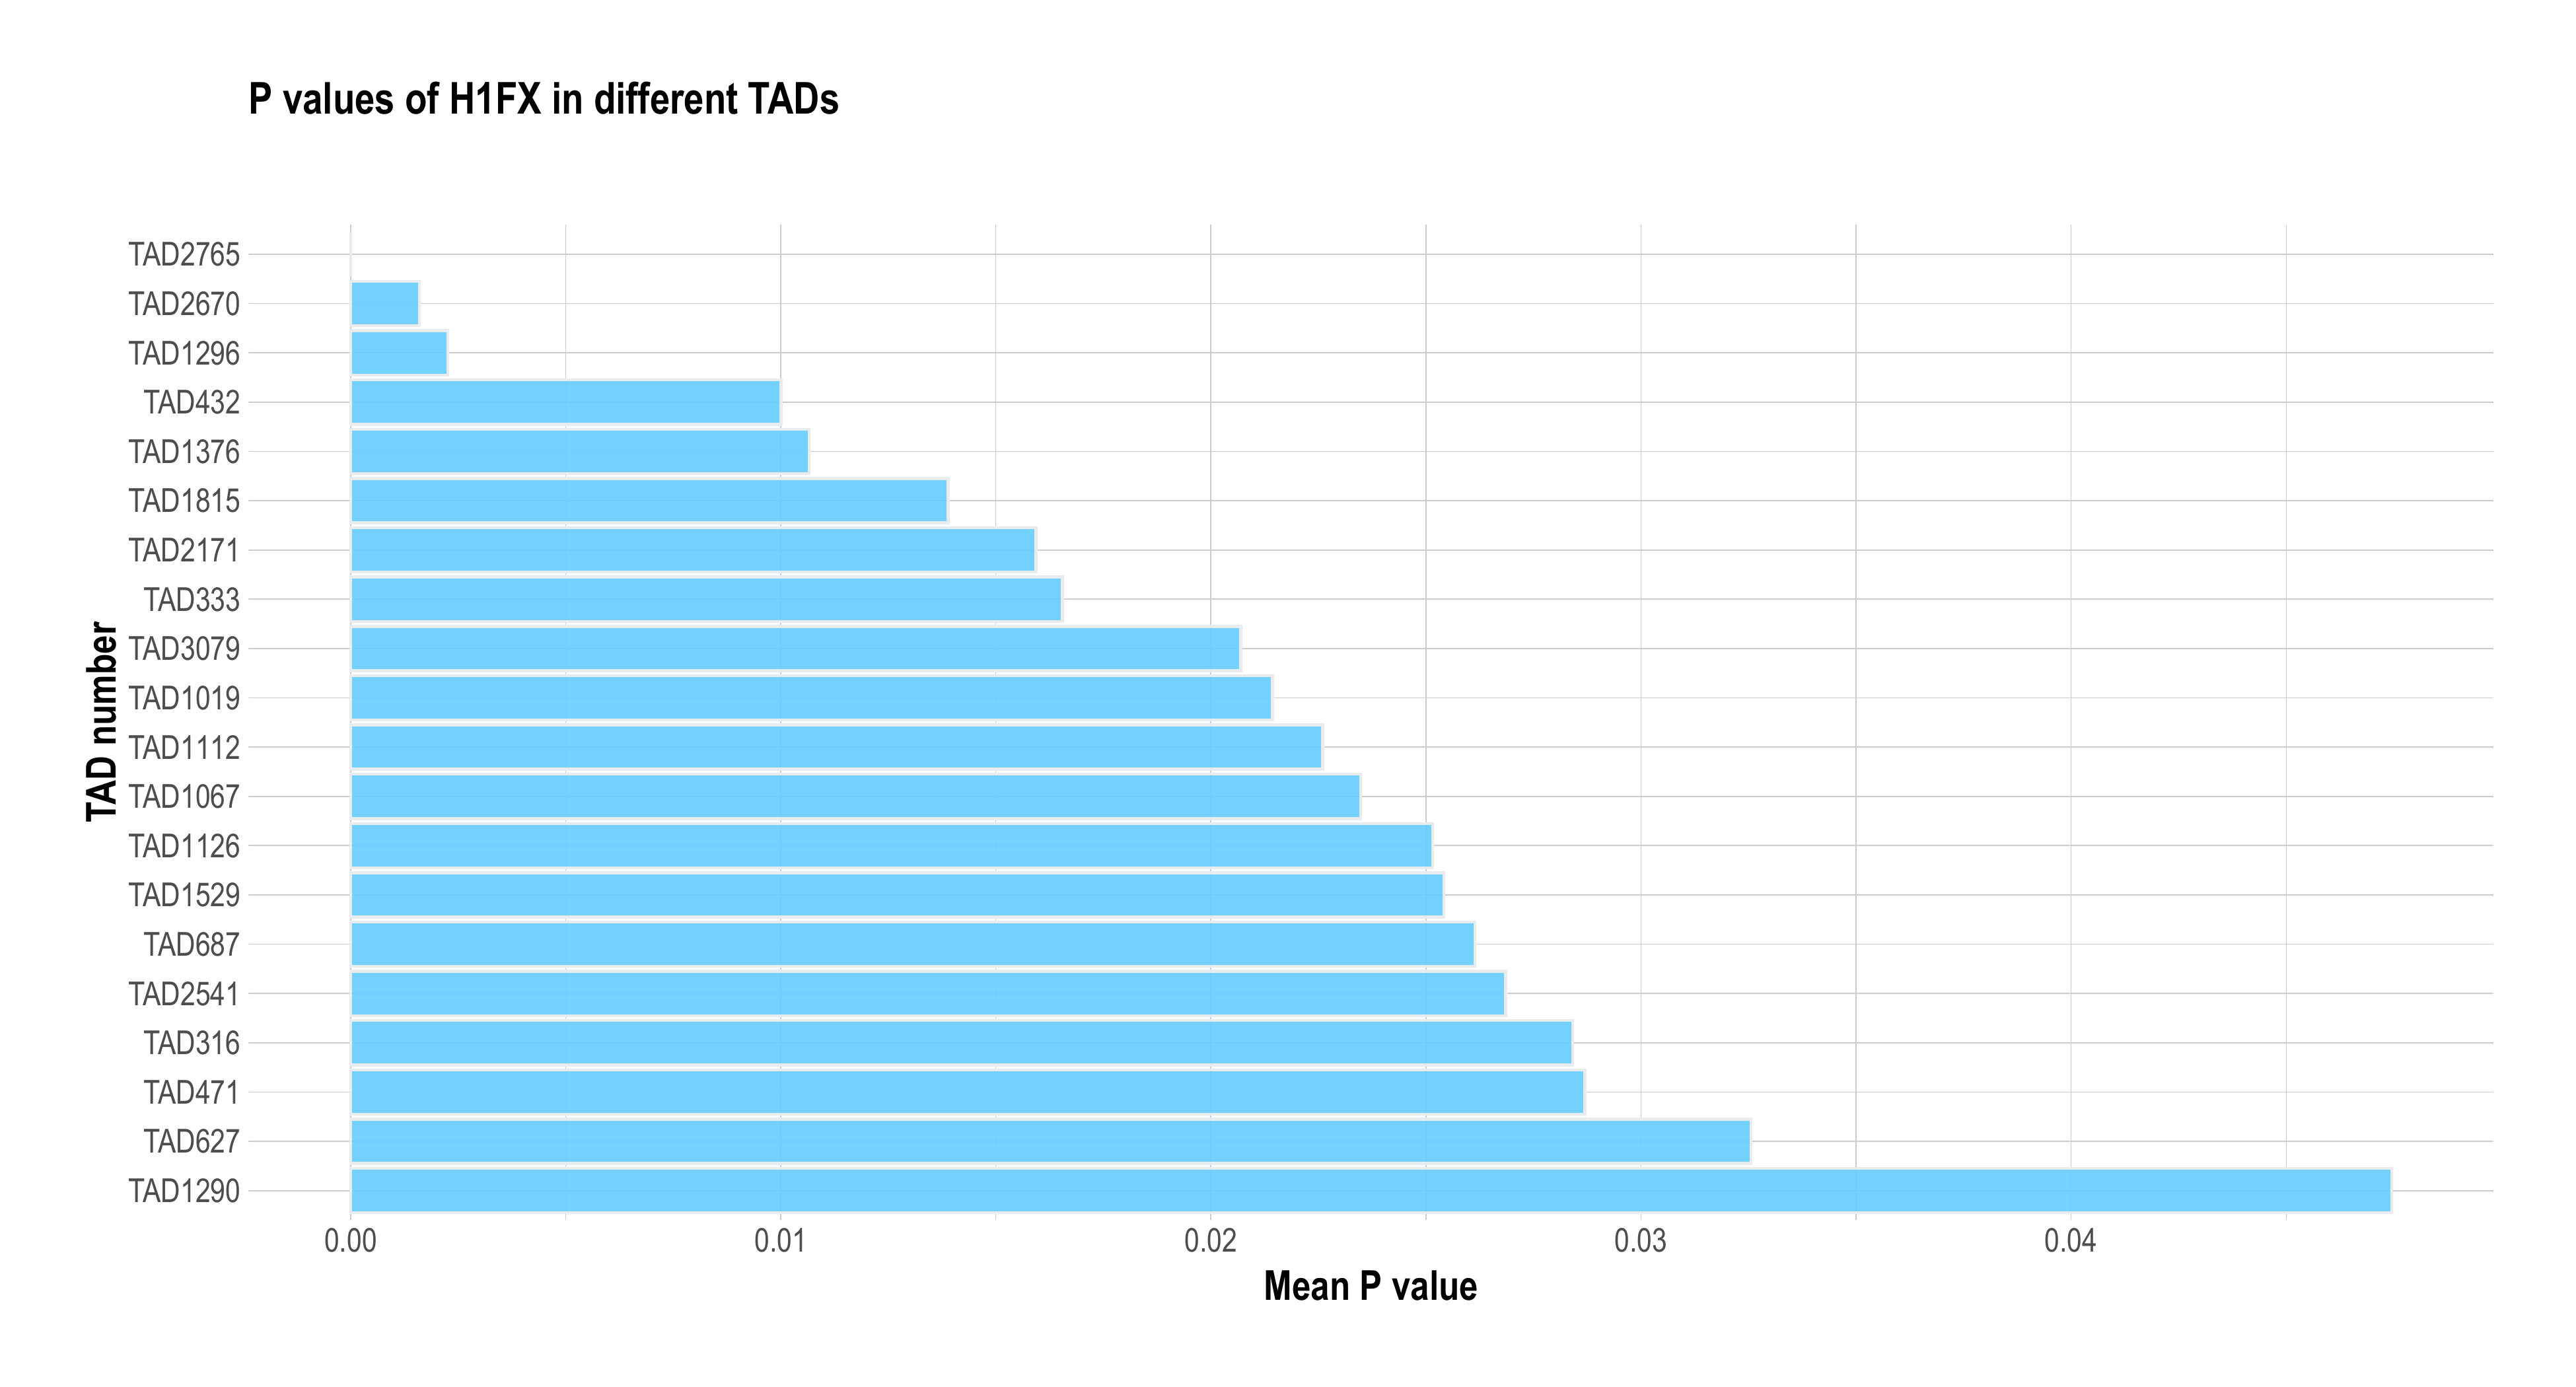 P values of H1FX in different TADs
TAD number
TAD2765
TAD2670
TAD1296
TAD432
TAD1376
TAD1815
TAD2171
TAD333
TAD3079
TAD1019
TAD1112
TAD1067
TAD1126
TAD1529
TAD687
TAD2541
TAD316
TAD471
TAD627
TAD1290
0.00 0.01 0.02 0.03 0.04
Mean P value